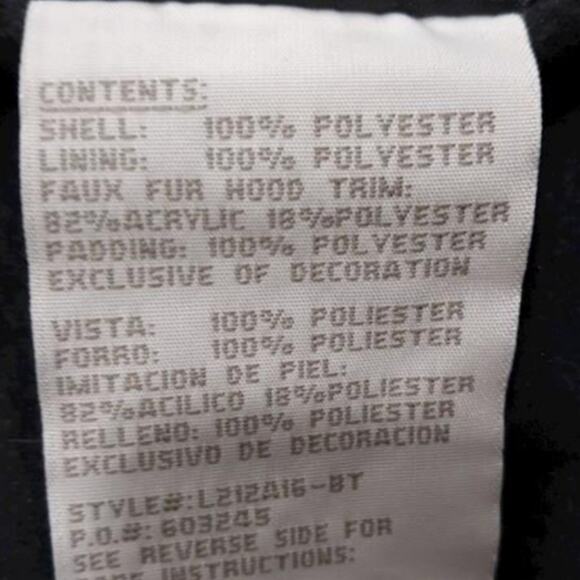 CONTENTS:
SHELL: 100% POLYESTER
LINING: 100% POLYESTER
FAUX FUR HOOD TRIM:
82%ACRYLIC 18%POLYESTER
PADDING: 100% POLYESTER
EXCLUSIVE OF DECORATION
VISTA: 100% POLIESTER
FORRO: 100% POLIESTER
IMITACION DE PIEL:
82%ACILICO 18%POLIESTER
RELLENO: 100% POLIESTER
EXCLUSIVO DE DECORACION
STYLE#:L212A16-BT
P.O.#: 603245
SEE REVERSE SIDE FOR
CARE INSTRUCTIONS: